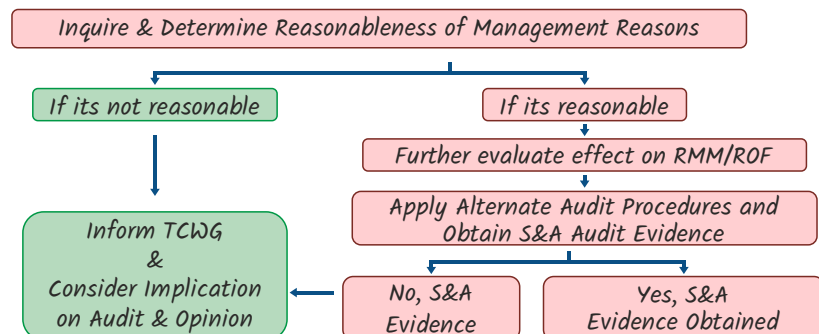 Inquire & Determine Reasonableness of Management Reasons
If its not reasonable
If its reasonable
Further evaluate effect on RMM/ROF
Apply Alternate Audit Procedures and
Obtain S&A Audit Evidence
Inform TCWG
&
Consider Implication
on Audit & Opinion
No, S&A
Evidence
Yes, S&A
Evidence Obtained